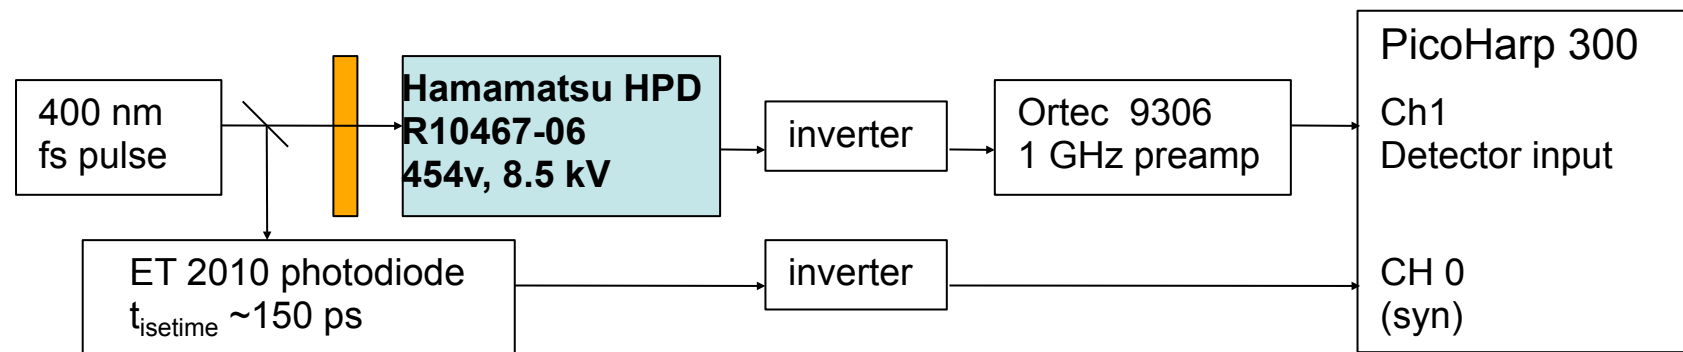 400 nm
fs pulse
Hamamatsu HPD
R10467-06
454v, 8.5 kV
inverter
Ortec 9306
1 GHz preamp
PicoHarp 300
Ch1
Detector input
ET 2010 photodiode
tisetime ~150 ps
inverter
CH 0
(syn)